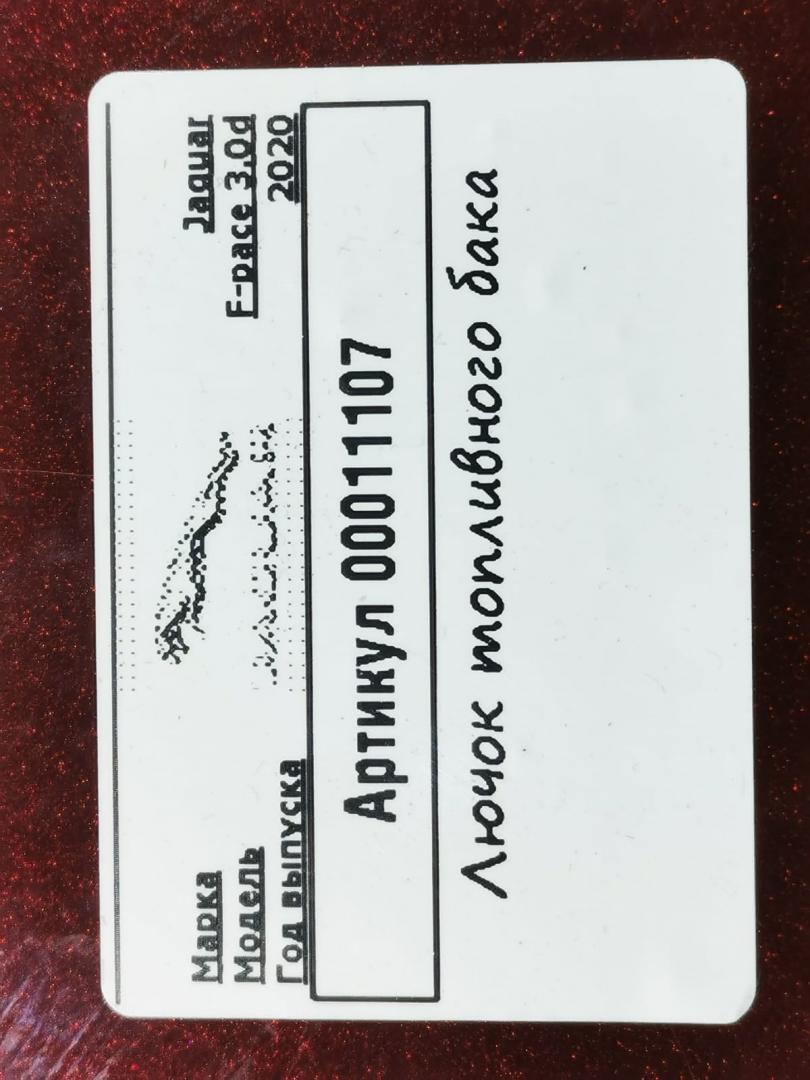 Марка Jaguar
Модель F-pace 3.0d
Год выпуска 2020
Артикул 00011107
Лючок топливного бака